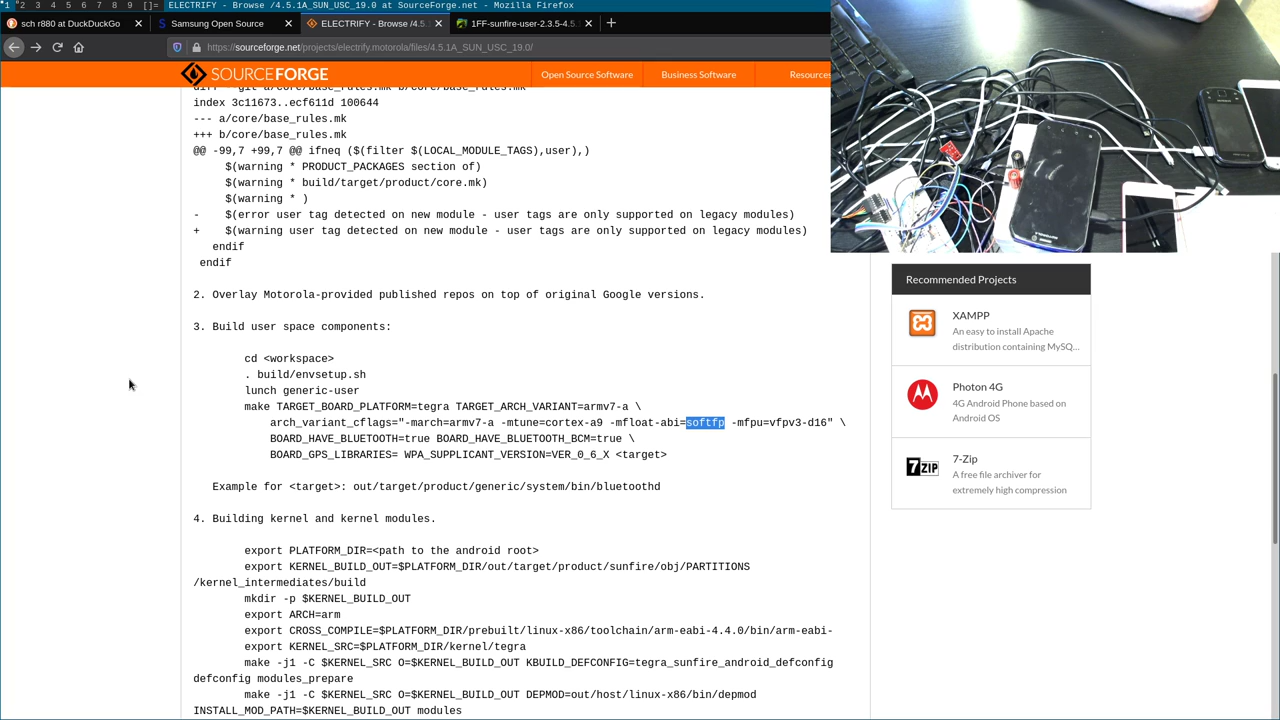 1 2 3 4 5 6 7 8 9 []= ELECTRIFY - Browse /4.5.1A_SUN_USC_19.0 - Mozilla Firefox
sch r880 at DuckDuckGo
Samsung Open Source
ELECTRIFY - Browse /4.5
1FF-sunfire-user-2.3.5-4.5.
https://sourceforge.net/projects/electrify.motorola/files/4.5.1A_SUN_USC_19.0/
SOURCEFORGE
Open Source Software
Business Software
Resources
index 3c11673..ecf611d 100644
--- a/core/base_rules.mk
+++ b/core/base_rules.mk
@@ -99,7 +99,7 @@ ifneq ($(filter $(LOCAL_MODULE_TAGS),user),)
$(warning * PRODUCT_PACKAGES section of)
$(warning * build/target/product/core.mk)
$(warning * )
- $(error user tag detected on new module - user tags are only supported on legacy modules)
+ $(warning user tag detected on new module - user tags are only supported on legacy modules)
endif
endif
2. Overlay Motorola-provided published repos on top of original Google versions.
3. Build user space components:
cd <workspace>
. build/envsetup.sh
lunch generic-user
make TARGET_BOARD_PLATFORM=tegra TARGET_ARCH_VARIANT=armv7-a \
arch_variant_cflags="-march=armv7-a -mtune=cortex-a9 -mfloat-abi=softfp -mfpu=vfpv3-d16" \
BOARD_HAVE_BLUETOOTH=true BOARD_HAVE_BLUETOOTH_BCM=true \
BOARD_GPS_LIBRARIES= WPA_SUPPLICANT_VERSION=VER_0_6_X <target>
Example for <target>: out/target/product/generic/system/bin/bluetoothd
4. Building kernel and kernel modules.
export PLATFORM_DIR=<path to the android root>
export KERNEL_BUILD_OUT=$PLATFORM_DIR/out/target/product/sunfire/obj/PARTITIONS
/kernel_intermediates/build
mkdir -p $KERNEL_BUILD_OUT
export ARCH=arm
export CROSS_COMPILE=$PLATFORM_DIR/prebuilt/linux-x86/toolchain/arm-eabi-4.4.0/bin/arm-eabi-
export KERNEL_SRC=$PLATFORM_DIR/kernel/tegra
make -j1 -C $KERNEL_SRC O=$KERNEL_BUILD_OUT KBUILD_DEFCONFIG=tegra_sunfire_android_defconfig
defconfig modules_prepare
make -j1 -C $KERNEL_SRC O=$KERNEL_BUILD_OUT DEPMOD=out/host/linux-x86/bin/depmod
INSTALL_MOD_PATH=$KERNEL_BUILD_OUT modules
Recommended Projects
XAMPP
An easy to install Apache
distribution containing MySQ...
Photon 4G
4G Android Phone based on
Android OS
7ZIP
7-Zip
A free file archiver for
extremely high compression